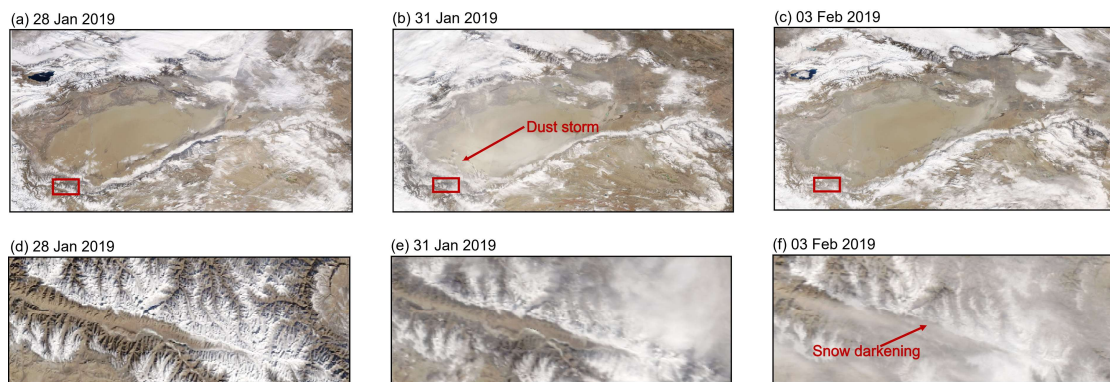 (a) 28 Jan 2019
(b) 31 Jan 2019
(c) 03 Feb 2019
Dust storm
(d) 28 Jan 2019
(e) 31 Jan 2019
(f) 03 Feb 2019
Snow darkening